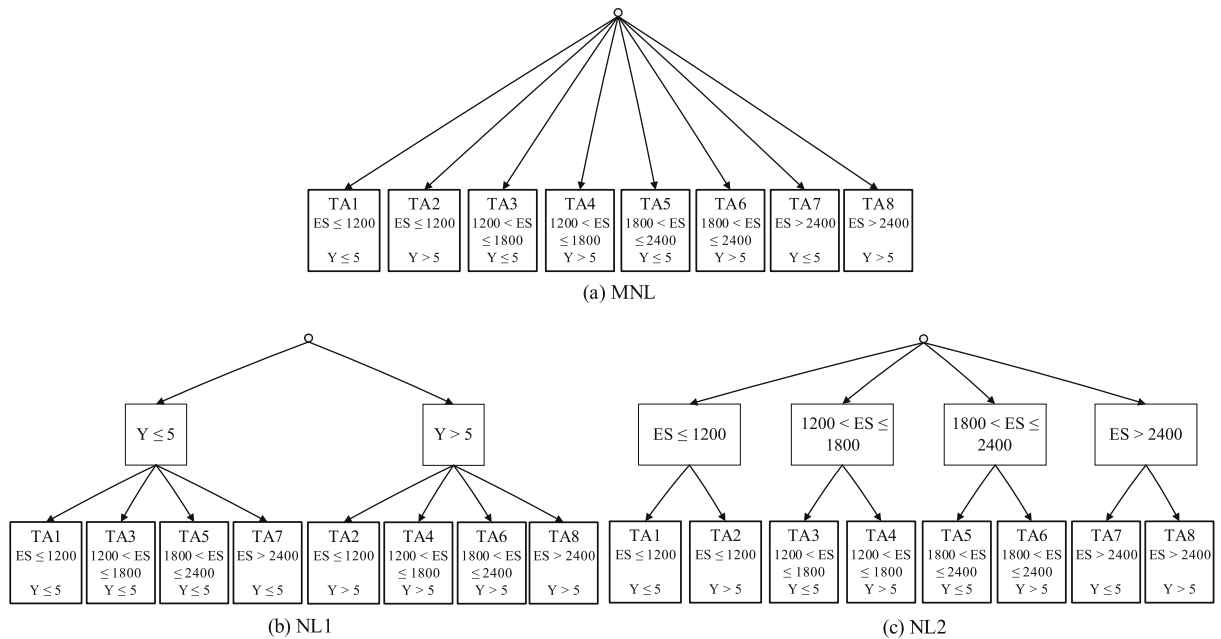 TA1
ES ≤ 1200
Y ≤ 5
TA2
ES ≤ 1200
Y > 5
TA3
1200 < ES
≤ 1800
Y ≤ 5
TA4
1200 < ES
≤ 1800
Y > 5
TA5
1800 < ES
≤ 2400
Y ≤ 5
TA6
1800 < ES
≤ 2400
Y > 5
TA7
ES > 2400
Y ≤ 5
TA8
ES > 2400
Y > 5
(a) MNL
Y ≤ 5
Y > 5
TA1
ES ≤ 1200
Y ≤ 5
TA3
1200 < ES
≤ 1800
Y ≤ 5
TA5
1800 < ES
≤ 2400
Y ≤ 5
TA7
ES > 2400
Y ≤ 5
TA2
ES ≤ 1200
Y > 5
TA4
1200 < ES
≤ 1800
Y > 5
TA6
1800 < ES
≤ 2400
Y > 5
TA8
ES > 2400
Y > 5
(b) NL1
ES ≤ 1200
1200 < ES ≤
1800
1800 < ES ≤
2400
ES > 2400
TA1
ES ≤ 1200
Y ≤ 5
TA2
ES ≤ 1200
Y > 5
TA3
1200 < ES
≤ 1800
Y ≤ 5
TA4
1200 < ES
≤ 1800
Y > 5
TA5
1800 < ES
≤ 2400
Y ≤ 5
TA6
1800 < ES
≤ 2400
Y > 5
TA7
ES > 2400
Y ≤ 5
TA8
ES > 2400
Y > 5
(c) NL2